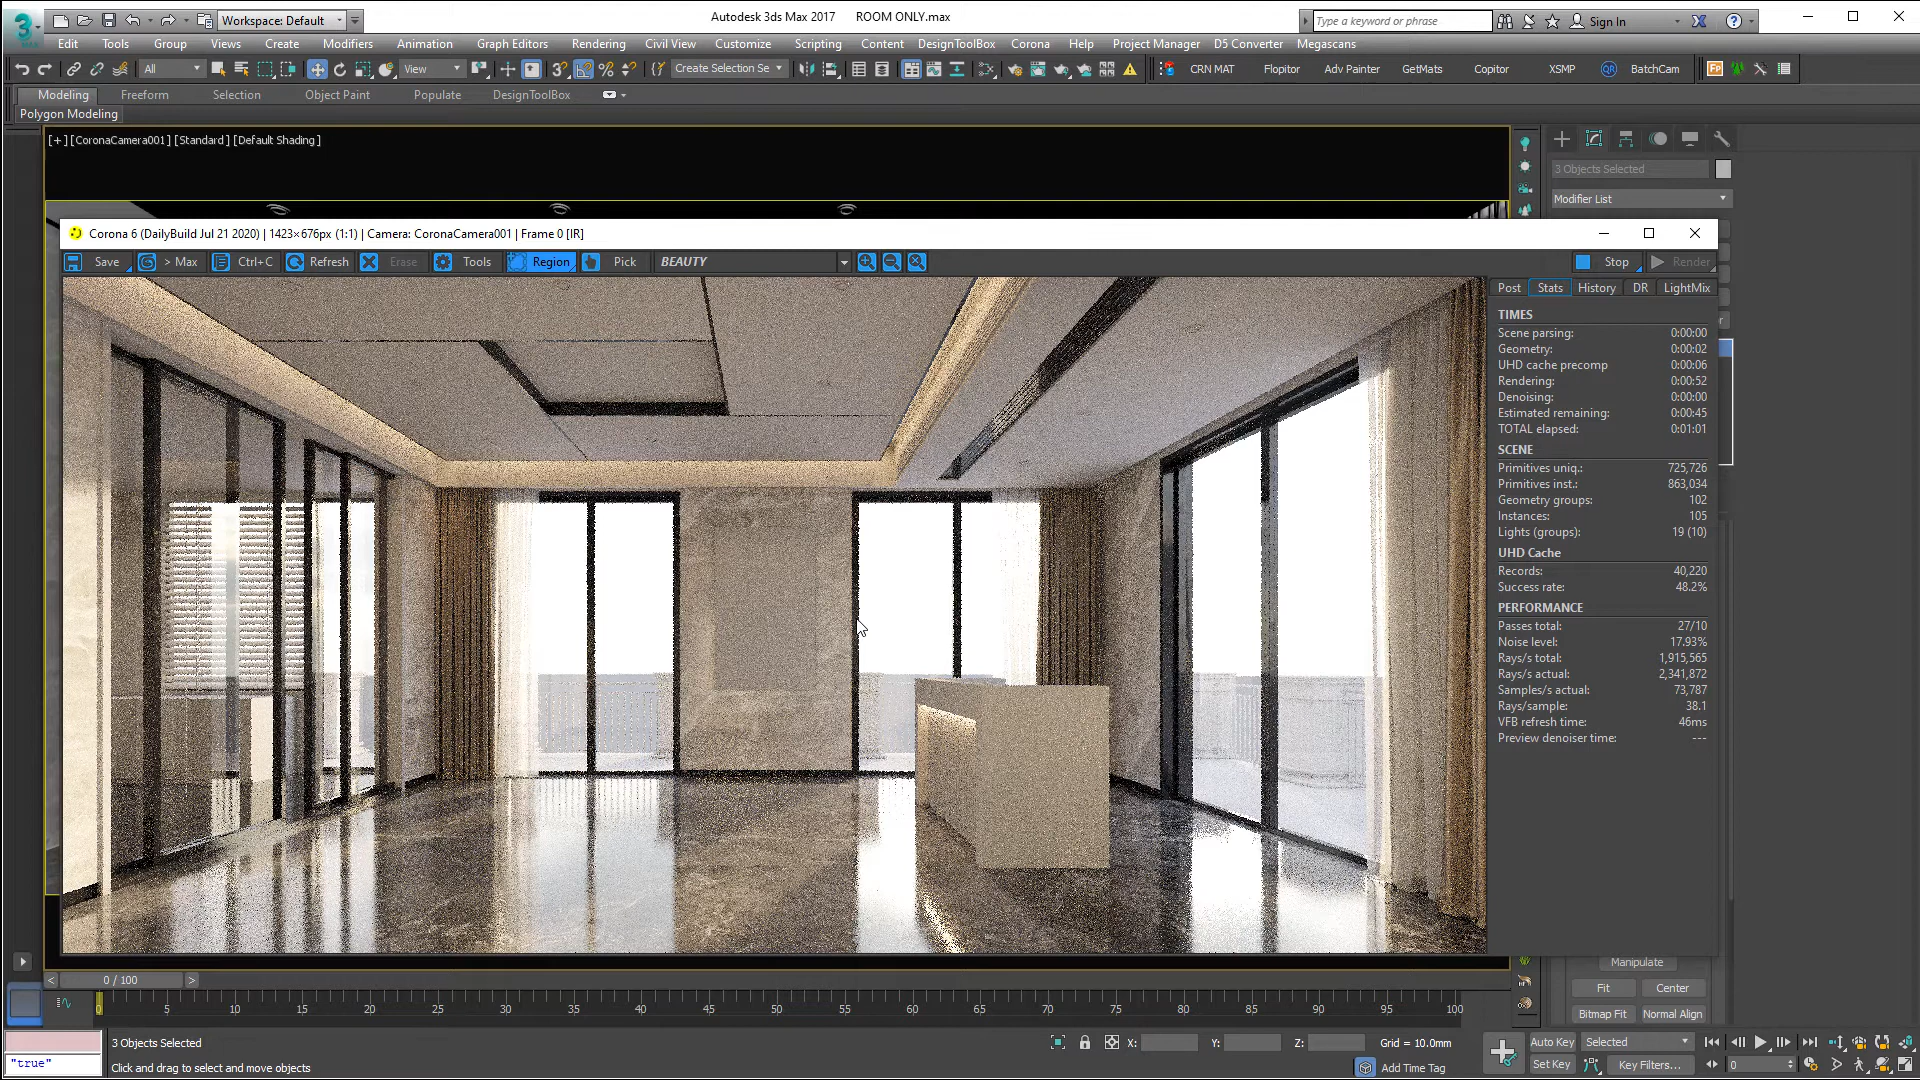 Workspace: Default
Autodesk 3ds Max 2017 ROOM ONLY.max
Type a keyword or phrase
Sign In
Edit Tools Group Views Create Modifiers Animation Graph Editors Rendering Civil View Customize Scripting Content DesignToolBox Corona Help Project Manager D5 Converter Megascans
All View Create Selection Se CRN MAT Flopitor Adv Painter GetMats Copitor XSMP BatchCam
Modeling Freeform Selection Object Paint Populate DesignToolBox
Polygon Modeling
[+] [CoronaCamera001] [Standard] [Default Shading]
3 Objects Selected
Modifier List
Corona 6 (DailyBuild Jul 21 2020) | 1423×676px (1:1) | Camera: CoronaCamera001 | Frame 0 [IR]
Save > Max Ctrl+C Refresh Erase Tools Region Pick BEAUTY Stop Render
Post Stats History DR LightMix
TIMES
Scene parsing: 0:00:00
Geometry: 0:00:02
UHD cache precomp 0:00:06
Rendering: 0:00:52
Denoising: 0:00:00
Estimated remaining: 0:00:45
TOTAL elapsed: 0:01:01
SCENE
Primitives uniq.: 725,726
Primitives inst.: 863,034
Geometry groups: 102
Instances: 105
Lights (groups): 19 (10)
UHD Cache
Records: 40,220
Success rate: 48.2%
PERFORMANCE
Passes total: 27/10
Noise level: 17.93%
Rays/s total: 1,915,565
Rays/s actual: 2,341,872
Samples/s actual: 73,787
Rays/sample: 38.1
VFB refresh time: 46ms
Preview denoiser time: ---
Manipulate
Fit Center
Bitmap Fit Normal Align
< 0 / 100 >
0 5 10 15 20 25 30 35 40 45 50 55 60 65 70 75 80 85 90 95 100
3 Objects Selected
X: Y: Z: Grid = 10.0mm
Auto Key Selected
"true"
Click and drag to select and move objects
Add Time Tag
Set Key Key Filters... 0